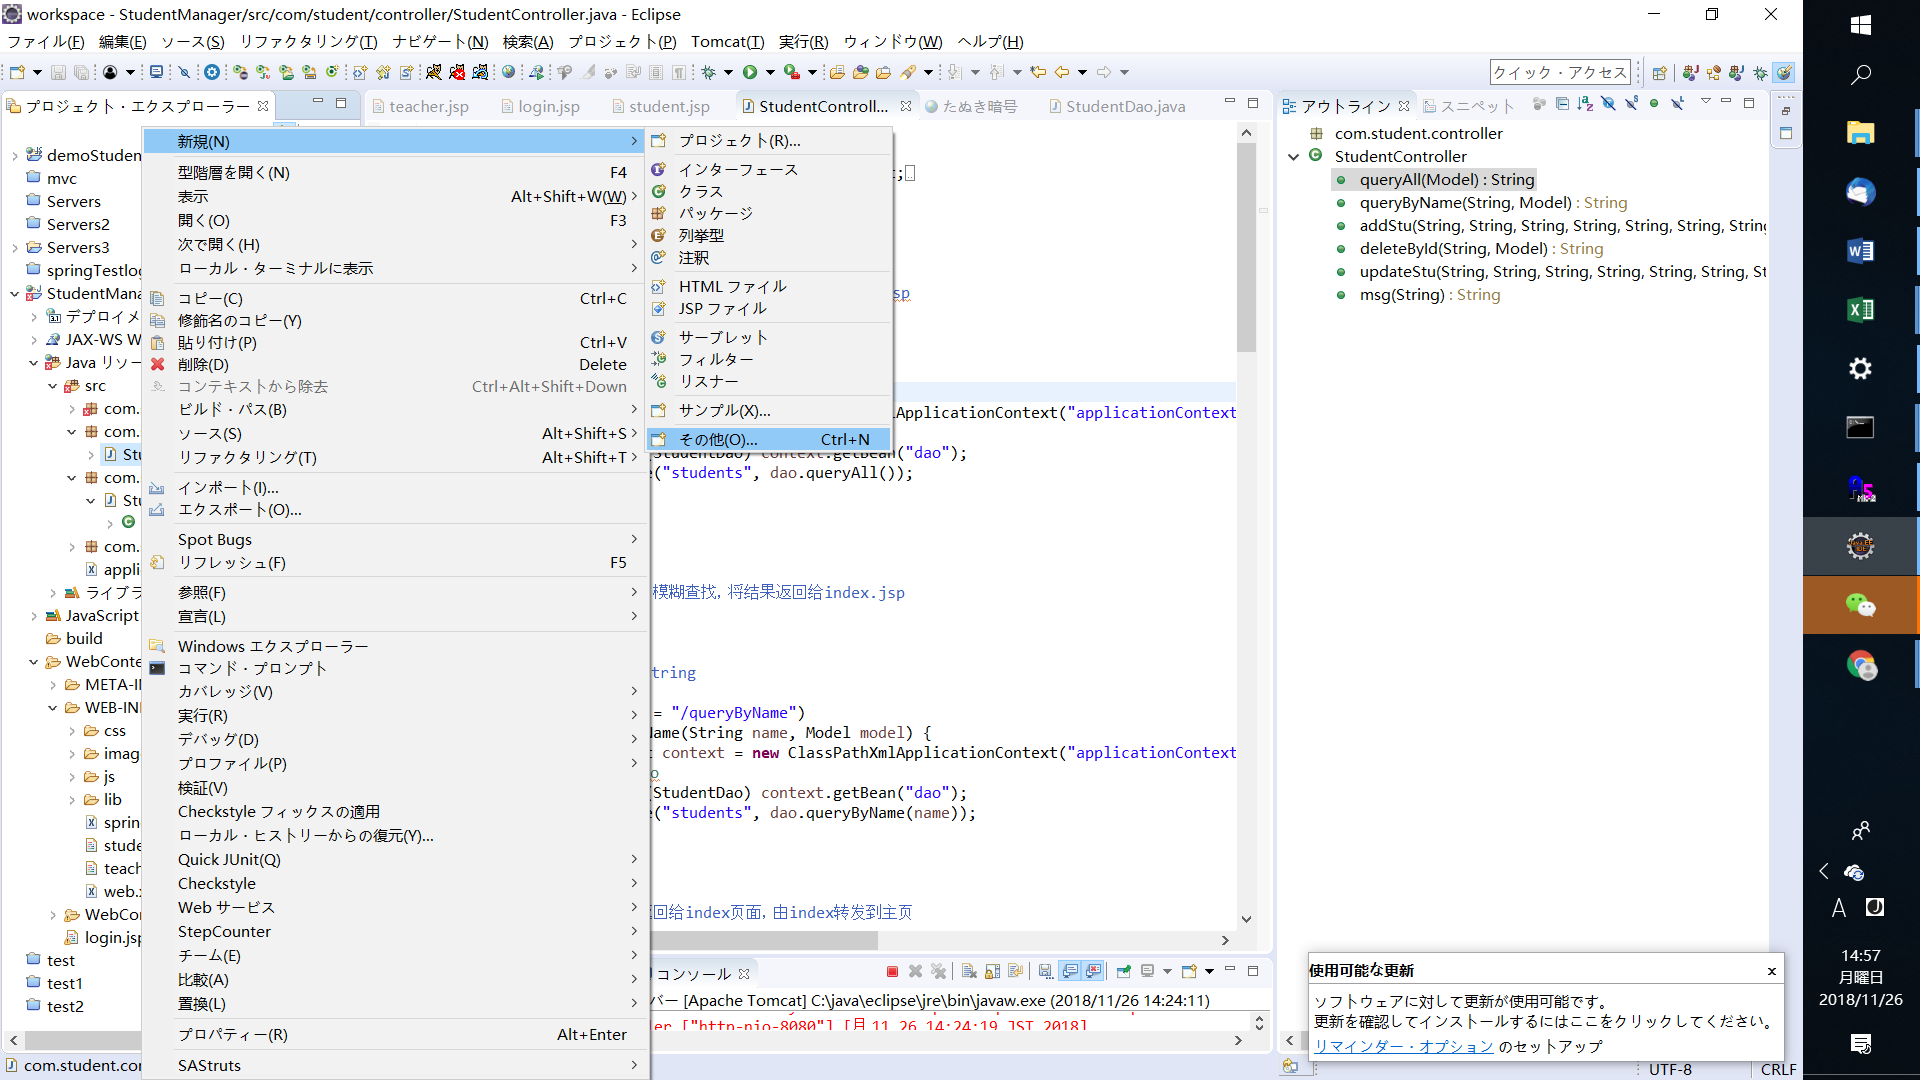 workspace - StudentManager/src/com/student/controller/StudentController.java - Eclipse
ファイル(F) 編集(E) ソース(S) リファクタリング(T) ナビゲート(N) 検索(A) プロジェクト(P) Tomcat(T) 実行(R) ウィンドウ(W) ヘルプ(H)
クイック・アクセス
プロジェクト・エクスプローラー
demoStuden
mvc
Servers
Servers2
Servers3
springTestlog
StudentMana
デプロイメ
JAX-WS W
Java リソー
src
com.
com.
Stu
com.
Stu
com.
appli
ライブラ
JavaScript
build
WebConte
META-II
WEB-INI
css
imag
js
lib
sprin
stude
teach
web.x
WebCor
login.jsp
test
test1
test2
com.student.cor
新規(N)
型階層を開く(N) F4
表示 Alt+Shift+W(W)
開く(O) F3
次で開く(H)
ローカル・ターミナルに表示
コピー(C) Ctrl+C
修飾名のコピー(Y)
貼り付け(P) Ctrl+V
削除(D) Delete
コンテキストから除去 Ctrl+Alt+Shift+Down
ビルド・パス(B)
ソース(S) Alt+Shift+S
リファクタリング(T) Alt+Shift+T
インポート(I)...
エクスポート(O)...
Spot Bugs
リフレッシュ(F) F5
参照(F)
宣言(L)
Windows エクスプローラー
コマンド・プロンプト
カバレッジ(V)
実行(R)
デバッグ(D)
プロファイル(P)
検証(V)
Checkstyle フィックスの適用
ローカル・ヒストリーからの復元(Y)...
Quick JUnit(Q)
Checkstyle
Web サービス
StepCounter
チーム(E)
比較(A)
置換(L)
プロパティー(R) Alt+Enter
SAStruts
プロジェクト(R)...
インターフェース
クラス
パッケージ
列挙型
注釈
HTML ファイル
JSP ファイル
サーブレット
フィルター
リスナー
サンプル(X)...
その他(O)... Ctrl+N
teacher.jsp login.jsp student.jsp StudentControll... たぬき暗号 StudentDao.java
t;
sp
lApplicationContext("applicationContext
(StudentDao) context.getBean("dao");
e("students", dao.queryAll());
模糊查找，将结果返回给index.jsp
tring
= "/queryByName")
Name(String name, Model model) {
t context = new ClassPathXmlApplicationContext("applicationContext
o
(StudentDao) context.getBean("dao");
e("students", dao.queryByName(name));
回给index页面，由index转发到主页
コンソール
バー [Apache Tomcat] C:\java\eclipse\jre\bin\javaw.exe (2018/11/26 14:24:11)
ler ["http-nio-8080"] [月 11 26 14:24:19 JST 2018]
アウトライン スニペット
com.student.controller
StudentController
queryAll(Model) : String
queryByName(String, Model) : String
addStu(String, String, String, String, String, String, String
deleteById(String, Model) : String
updateStu(String, String, String, String, String, String, St
msg(String) : String
使用可能な更新
ソフトウェアに対して更新が使用可能です。
更新を確認してインストールするにはここをクリックしてください。
リマインダー・オプション のセットアップ
UTF-8 CRLF
A
14:57
月曜日
2018/11/26